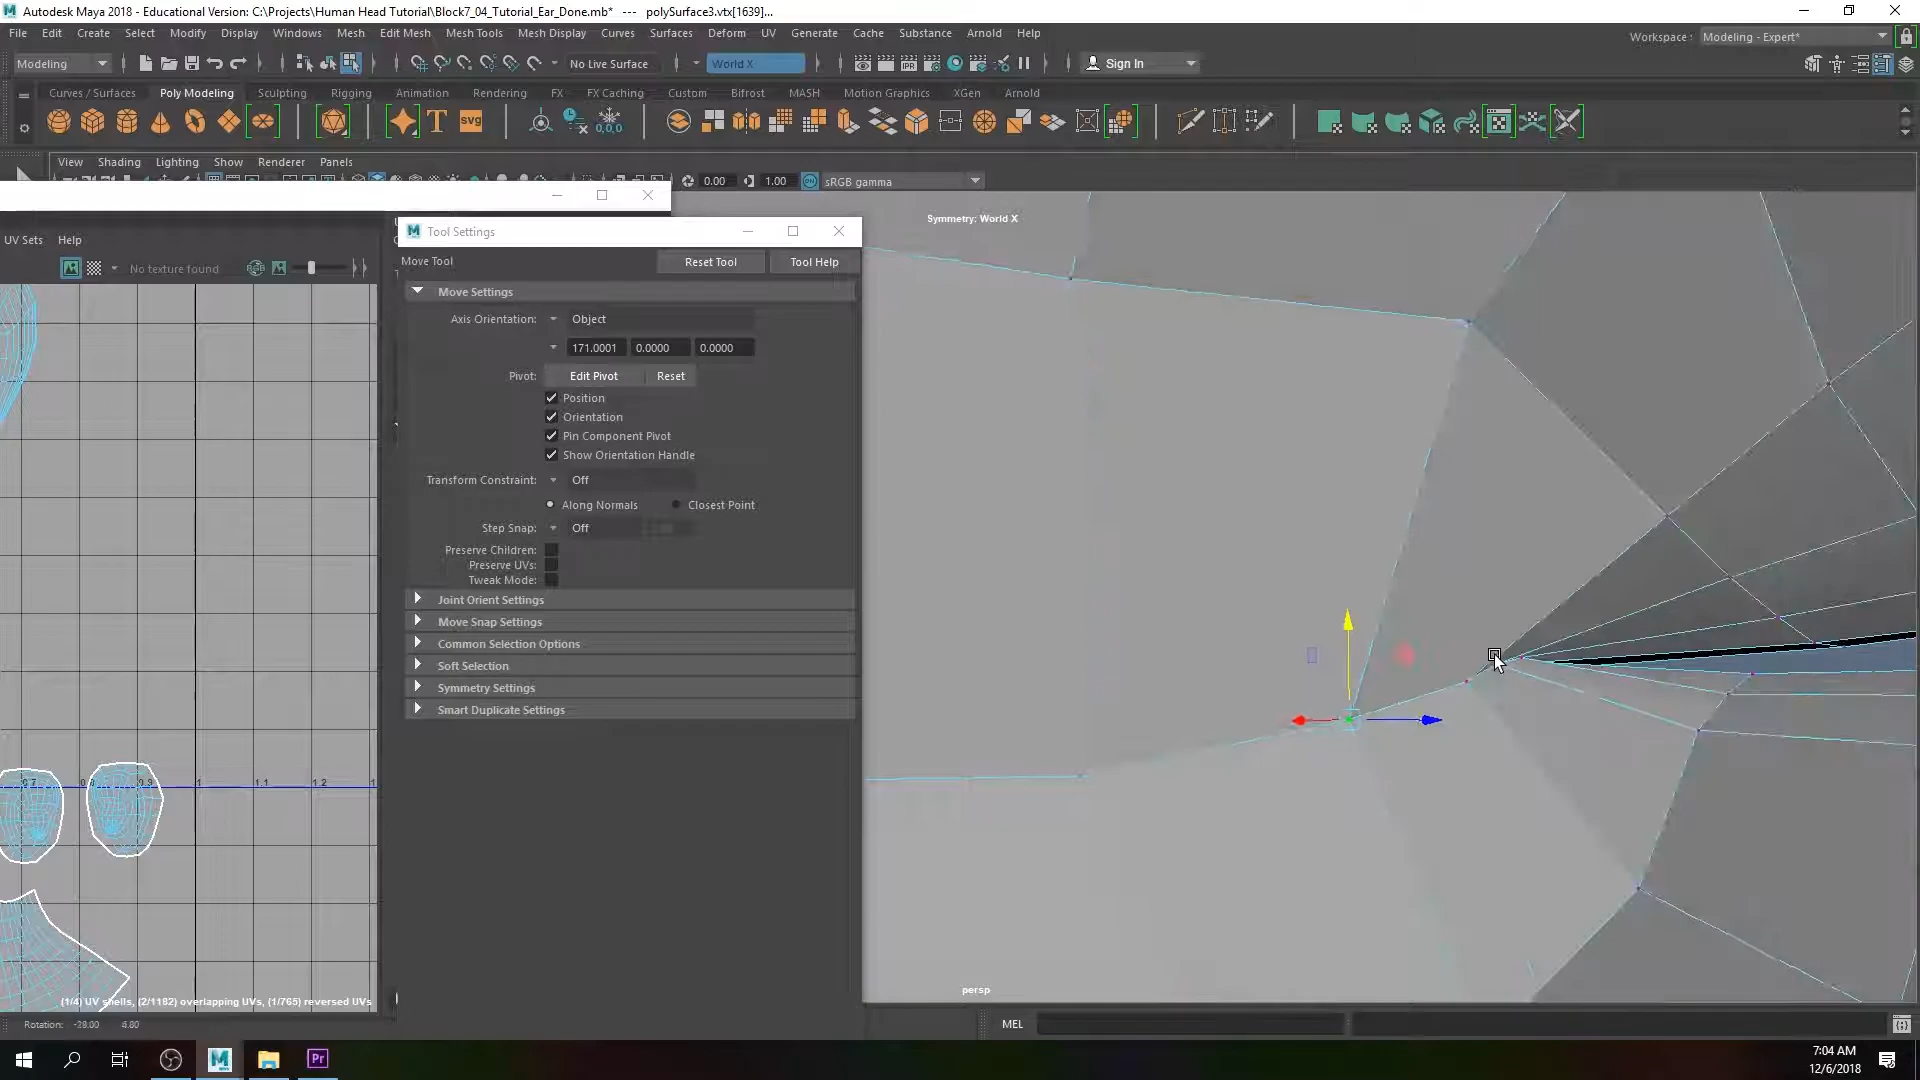 Autodesk Maya 2018 - Educational Version: C:\Projects\Human Head Tutorial\Block7_04_Tutorial_Ear_Done.mb*   ---   polySurface3.vtx[1639]...
File Edit Create Select Modify Display Windows Mesh Edit Mesh Mesh Tools Mesh Display Curves Surfaces Deform UV Generate Cache Substance Arnold Help
Workspace : Modeling - Expert*
Modeling No Live Surface World X Sign In
Curves / Surfaces Poly Modeling Sculpting Rigging Animation Rendering FX FX Caching Custom Bifrost MASH Motion Graphics XGen Arnold
View Shading Lighting Show Renderer Panels
0.00 1.00 sRGB gamma
Symmetry: World X
Tool Settings
UV Sets Help
Move Tool Reset Tool Tool Help
No texture found
Move Settings
Axis Orientation: Object
171.0001 0.0000 0.0000
Pivot: Edit Pivot Reset
Position
Orientation
Pin Component Pivot
Show Orientation Handle
Transform Constraint: Off
Along Normals Closest Point
Step Snap: Off
Preserve Children:
Preserve UVs:
Tweak Mode:
Joint Orient Settings
Move Snap Settings
Common Selection Options
Soft Selection
Symmetry Settings
Smart Duplicate Settings
0.9 1 1.1 1.2
(1/4) UV shells, (2/1182) overlapping UVs, (1/765) reversed UVs
persp
Rotation: -28.00 4.80
MEL
7:04 AM
12/6/2018